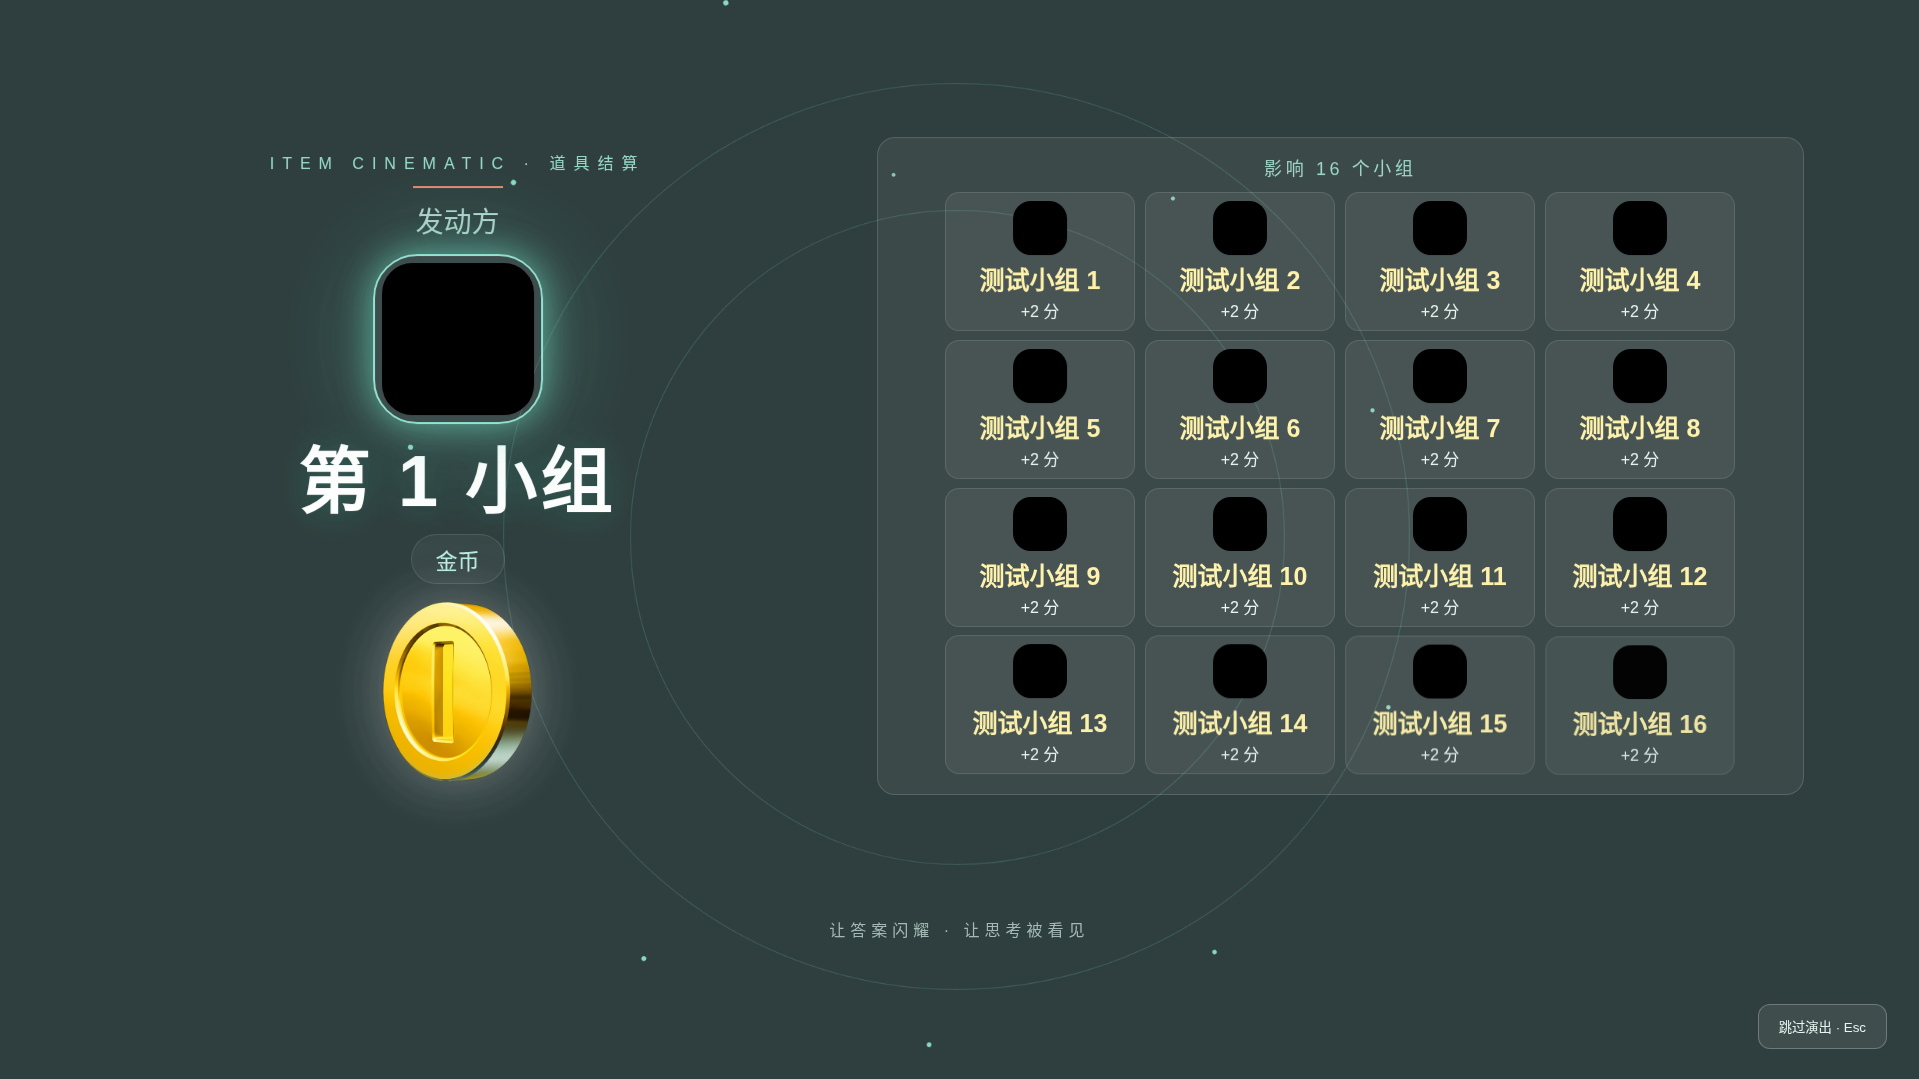 ITEM CINEMATIC · 道具结算
发动方
第 1 小组
金币
影响 16 个小组
测试小组 1
+2 分
测试小组 2
+2 分
测试小组 3
+2 分
测试小组 4
+2 分
测试小组 5
+2 分
测试小组 6
+2 分
测试小组 7
+2 分
测试小组 8
+2 分
测试小组 9
+2 分
测试小组 10
+2 分
测试小组 11
+2 分
测试小组 12
+2 分
测试小组 13
+2 分
测试小组 14
+2 分
测试小组 15
+2 分
测试小组 16
+2 分
让答案闪耀 · 让思考被看见
跳过演出 · Esc